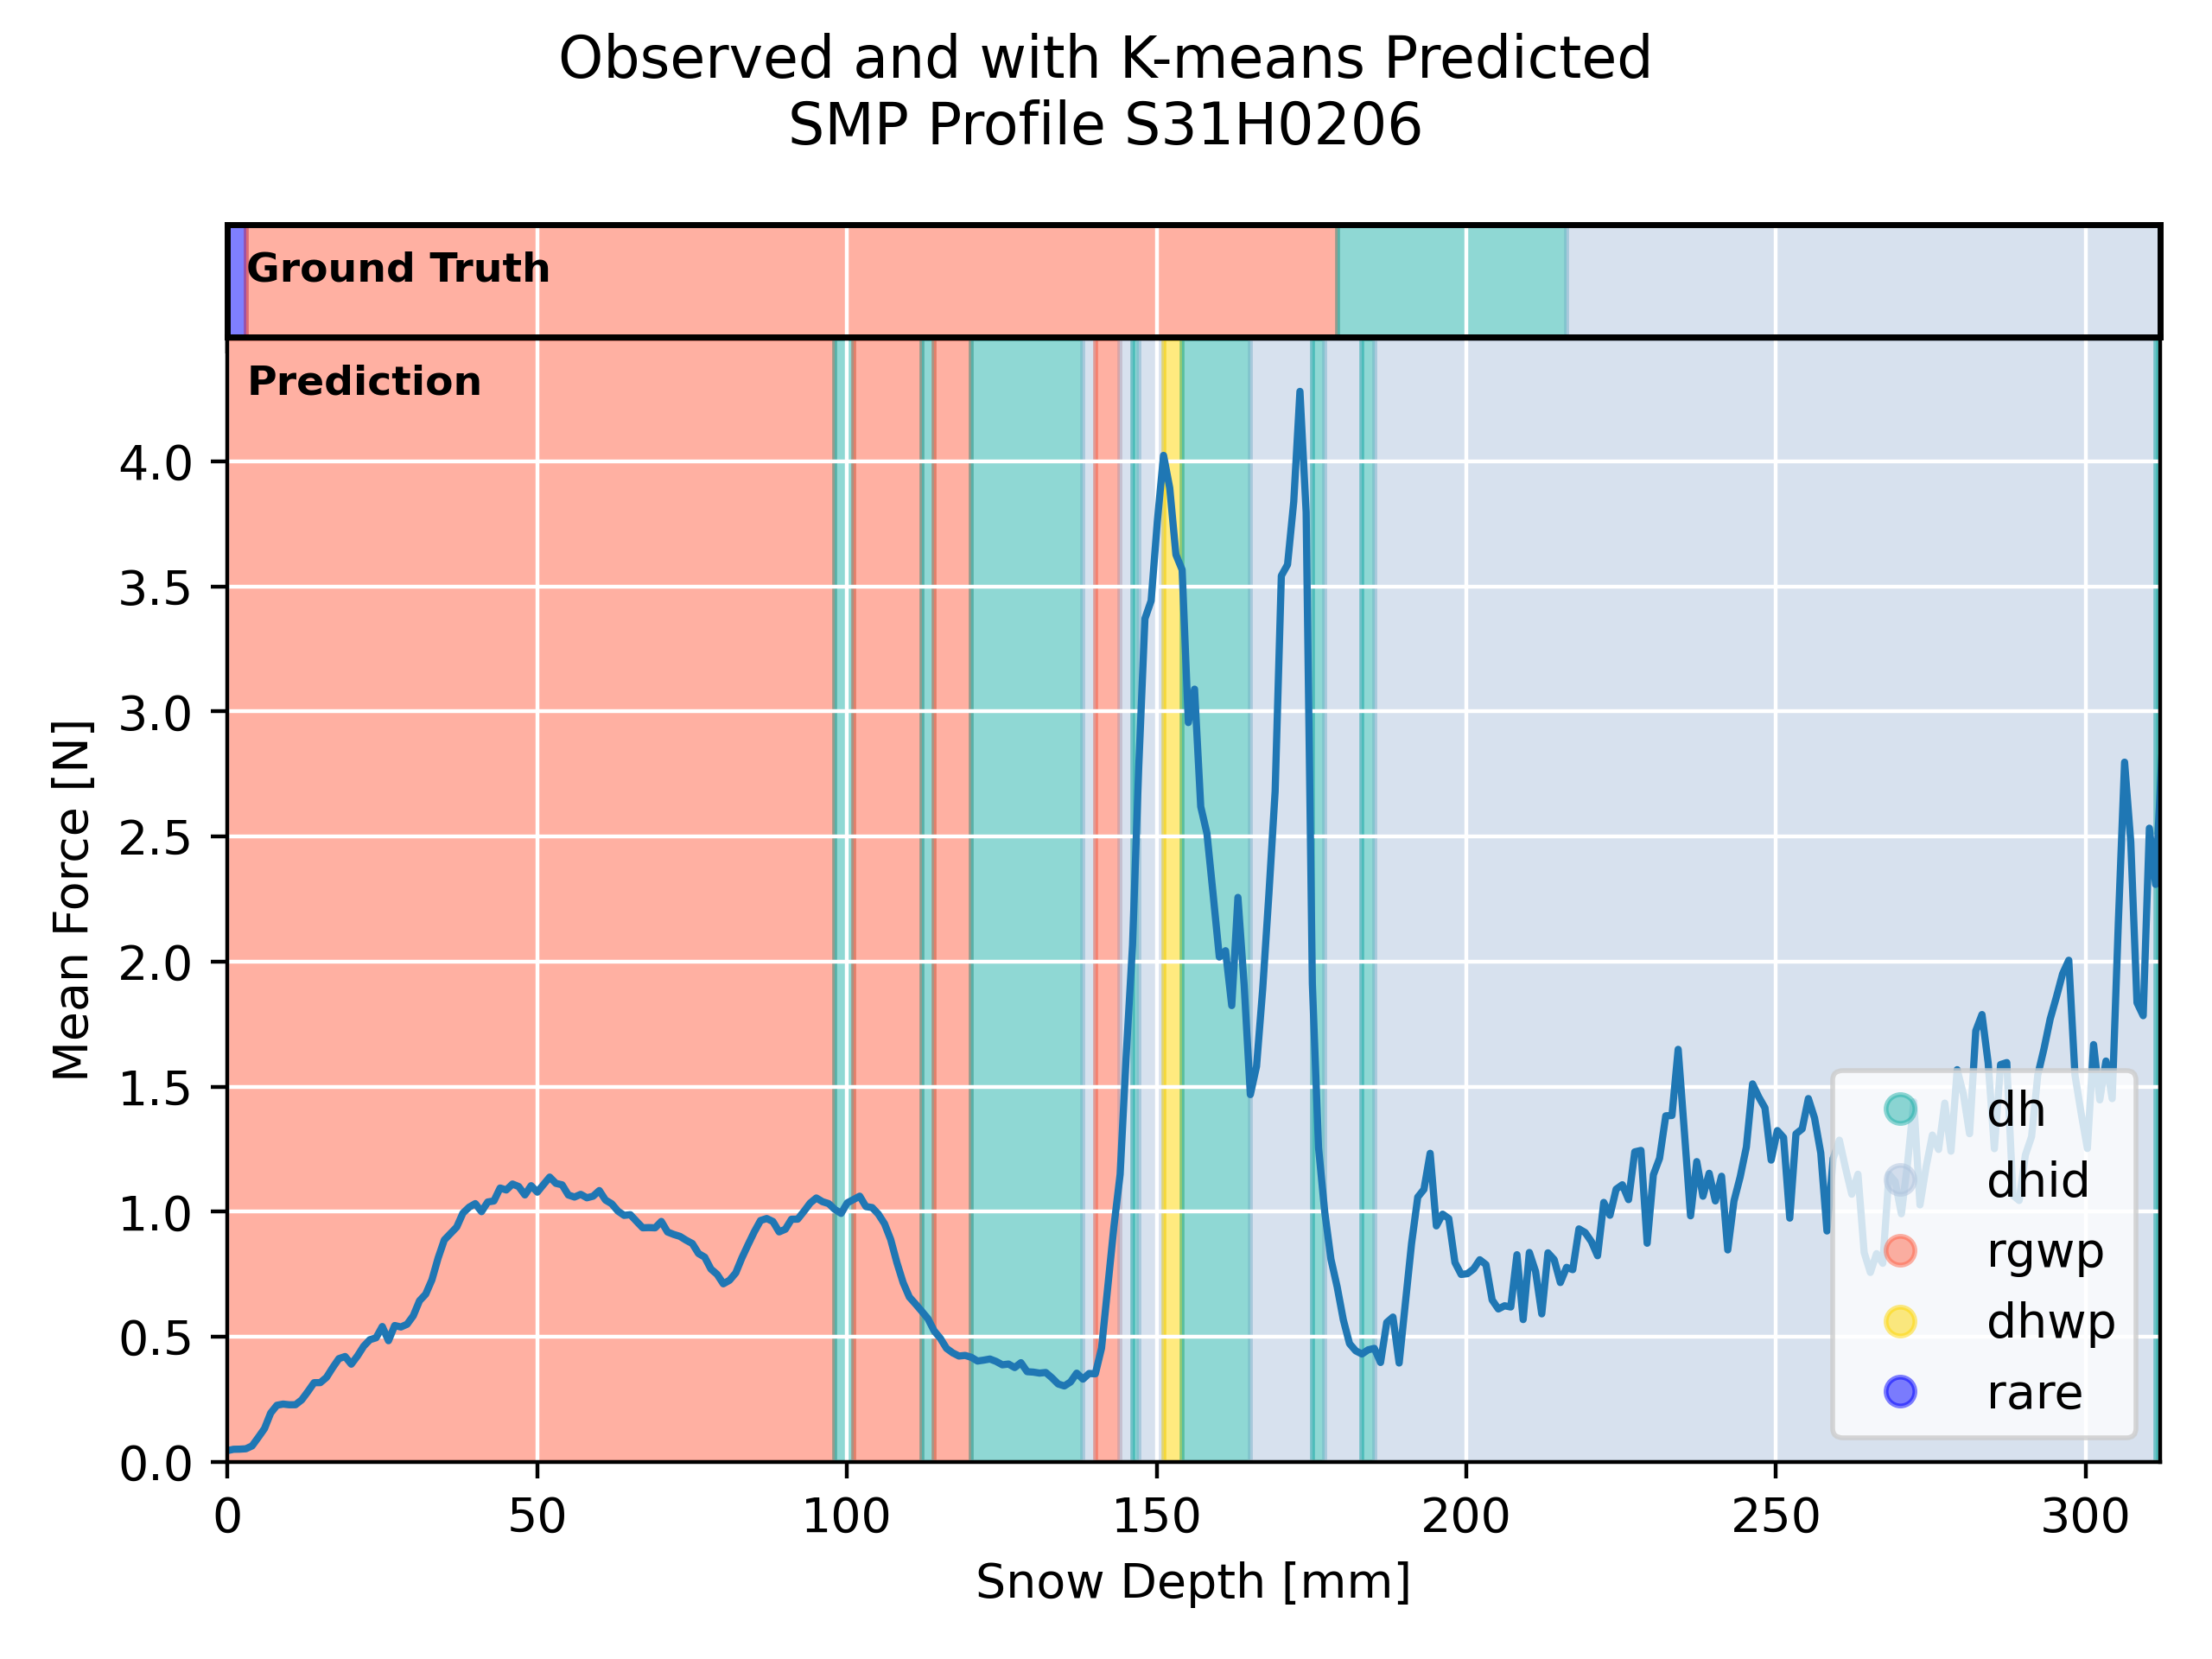 Observed and with K-means Predicted
SMP Profile S31H0206
Ground Truth
Prediction
4.0
3.5
3.0
2.5
2.0
1.5
1.0
0.5
0.0
Mean Force [N]
0 50 100 150 200 250 300
Snow Depth [mm]
dh
dhid
rgwp
dhwp
rare